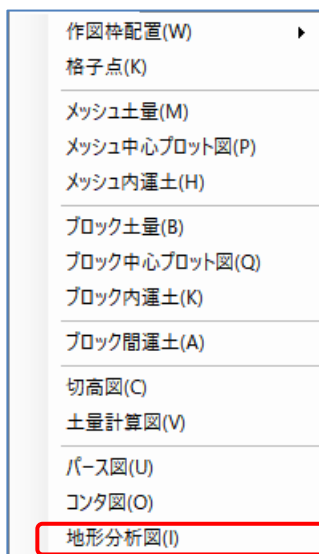 作図枠配置(W)
格子点(K)
メッシュ土量(M)
メッシュ中心プロット図(P)
メッシュ内運土(H)
ブロック土量(B)
ブロック中心プロット図(Q)
ブロック内運土(K)
ブロック間運土(A)
切高図(C)
土量計算図(V)
パース図(U)
コンタ図(O)
地形分析図(I)